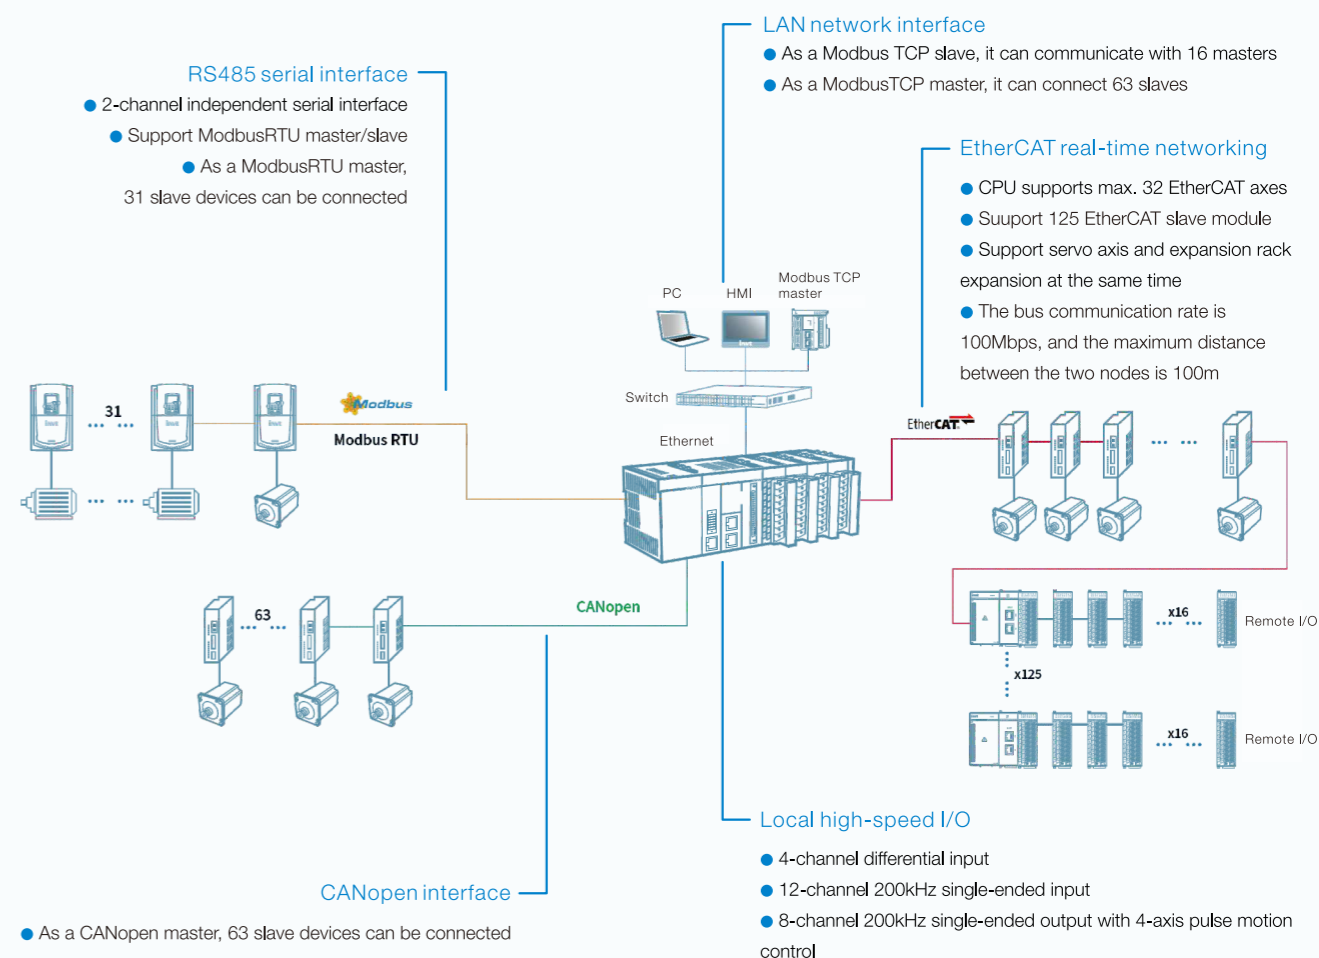 LAN network interface
● As a Modbus TCP slave, it can communicate with 16 masters
● As a ModbusTCP master, it can connect 63 slaves
RS485 serial interface
● 2-channel independent serial interface
● Support ModbusRTU master/slave
● As a ModbusRTU master,
31 slave devices can be connected
EtherCAT real-time networking
● CPU supports max. 32 EtherCAT axes
● Suuport 125 EtherCAT slave module
● Support servo axis and expansion rack
expansion at the same time
● The bus communication rate is
100Mbps, and the maximum distance
between the two nodes is 100m
PC
HMI
Modbus TCP
master
Switch
Ethernet
31
Modbus
Modbus RTU
EtherCAT
63
CANopen
x16
Remote I/O
x125
x16
Remote I/O
Local high-speed I/O
● 4-channel differential input
● 12-channel 200kHz single-ended input
● 8-channel 200kHz single-ended output with 4-axis pulse motion
control
CANopen interface
● As a CANopen master, 63 slave devices can be connected